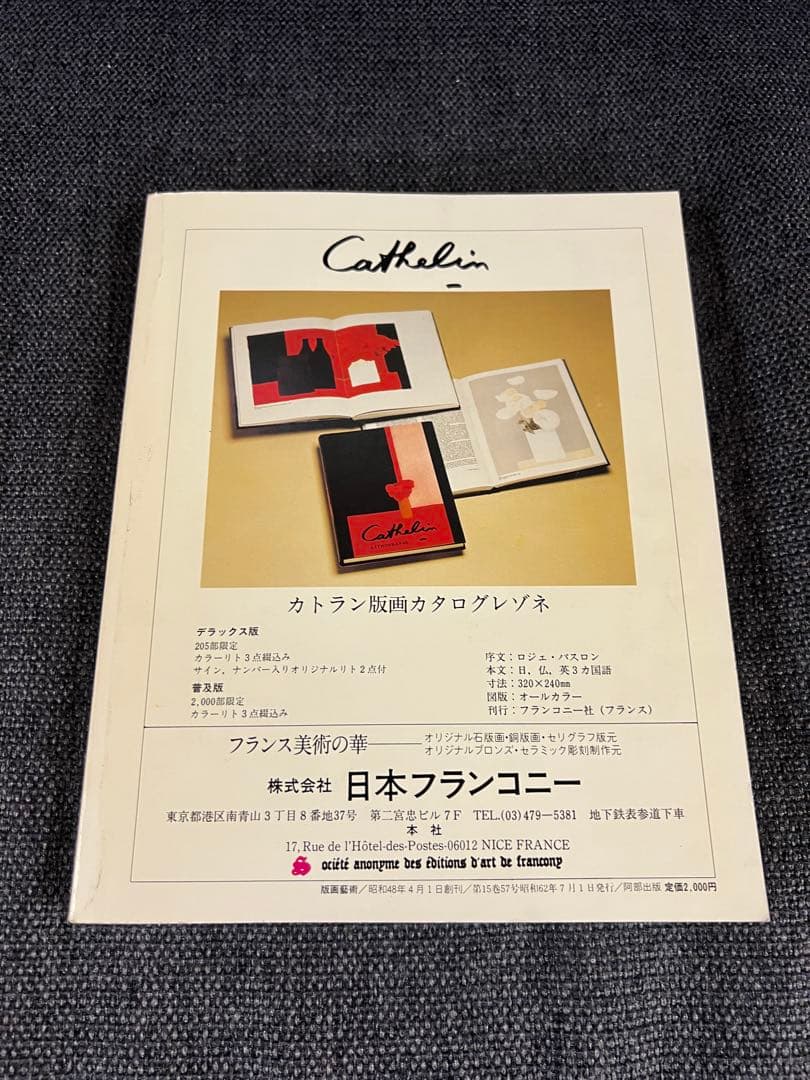 Cathelin
Cathelin
カトラン版画カタログレゾネ
デラックス版
205部限定
カラーリト3点綴込み
サイン，ナンバー入りオリジナルリト2点付
普及版
2,000部限定
カラーリト3点綴込み
序文：ロジェ・バスロン
本文：日，仏，英3カ国語
寸法：320×240㎜
図版：オールカラー
刊行：フランコニー社（フランス）
フランス美術の華――オリジナル石版画・銅版画・セリグラフ版元
オリジナルブロンズ・セラミック彫刻制作元
株式会社 日本フランコニー
東京都港区南青山3丁目8番地37号 第二宮忠ビル7F TEL.(03)479－5381 地下鉄表参道下車
本社
17, Rue de l'Hôtel-des-Postes-06012 NICE FRANCE
Société anonyme des éditions d'art de francony
版画藝術／昭和48年4月1日創刊／第15巻57号昭和62年7月1日発行／阿部出版 定価2,000円